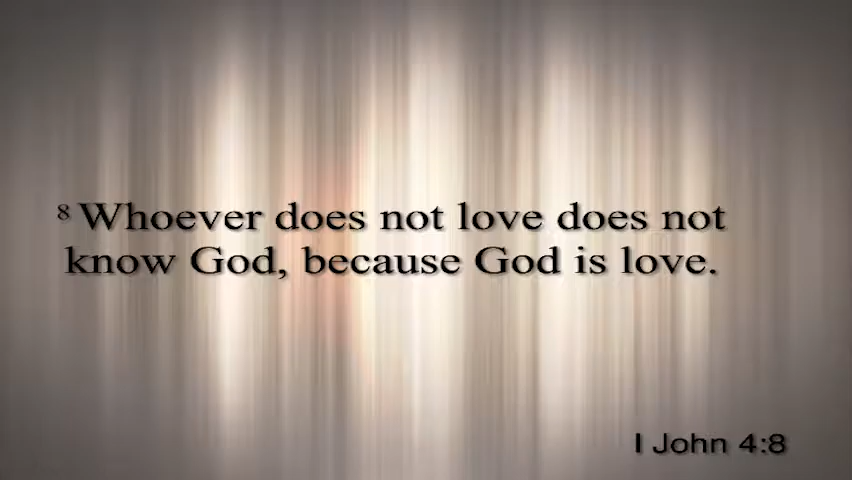 8 Whoever does not love does not
know God, because God is love.
I John 4:8